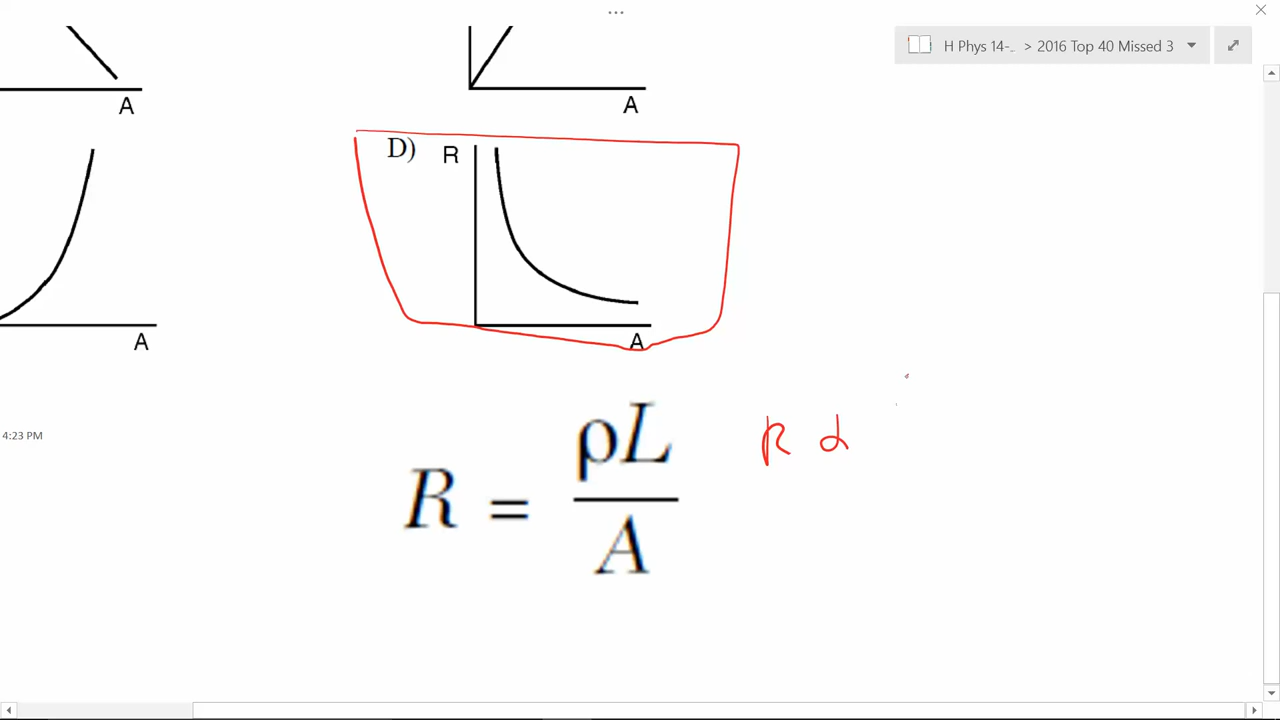 ...
H Phys 14-.. > 2016 Top 40 Missed 3
A
A
D) R
A
A
4:23 PM
R = ρL / A
R α